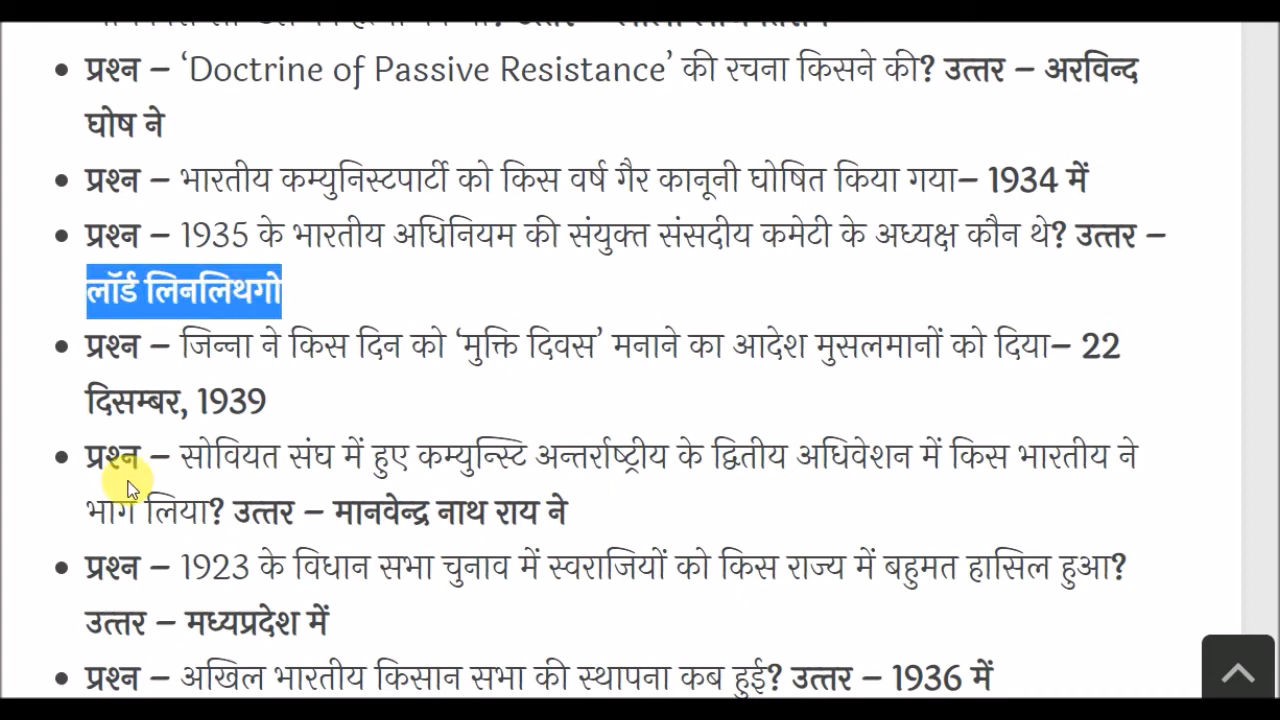 • प्रश्न – ‘Doctrine of Passive Resistance’ की रचना किसने की? उत्तर – अरविन्द
घोष ने
• प्रश्न – भारतीय कम्युनिस्टपार्टी को किस वर्ष गैर कानूनी घोषित किया गया– 1934 में
• प्रश्न – 1935 के भारतीय अधिनियम की संयुक्त संसदीय कमेटी के अध्यक्ष कौन थे? उत्तर –
लॉर्ड लिनलिथगो
• प्रश्न – जिन्ना ने किस दिन को ‘मुक्ति दिवस’ मनाने का आदेश मुसलमानों को दिया– 22
दिसम्बर, 1939
• प्रश्न – सोवियत संघ में हुए कम्युन्स्टि अन्तर्राष्ट्रीय के द्वितीय अधिवेशन में किस भारतीय ने
भाग लिया? उत्तर – मानवेन्द्र नाथ राय ने
• प्रश्न – 1923 के विधान सभा चुनाव में स्वराजियों को किस राज्य में बहुमत हासिल हुआ?
उत्तर – मध्यप्रदेश में
• प्रश्न – अखिल भारतीय किसान सभा की स्थापना कब हुई? उत्तर – 1936 में